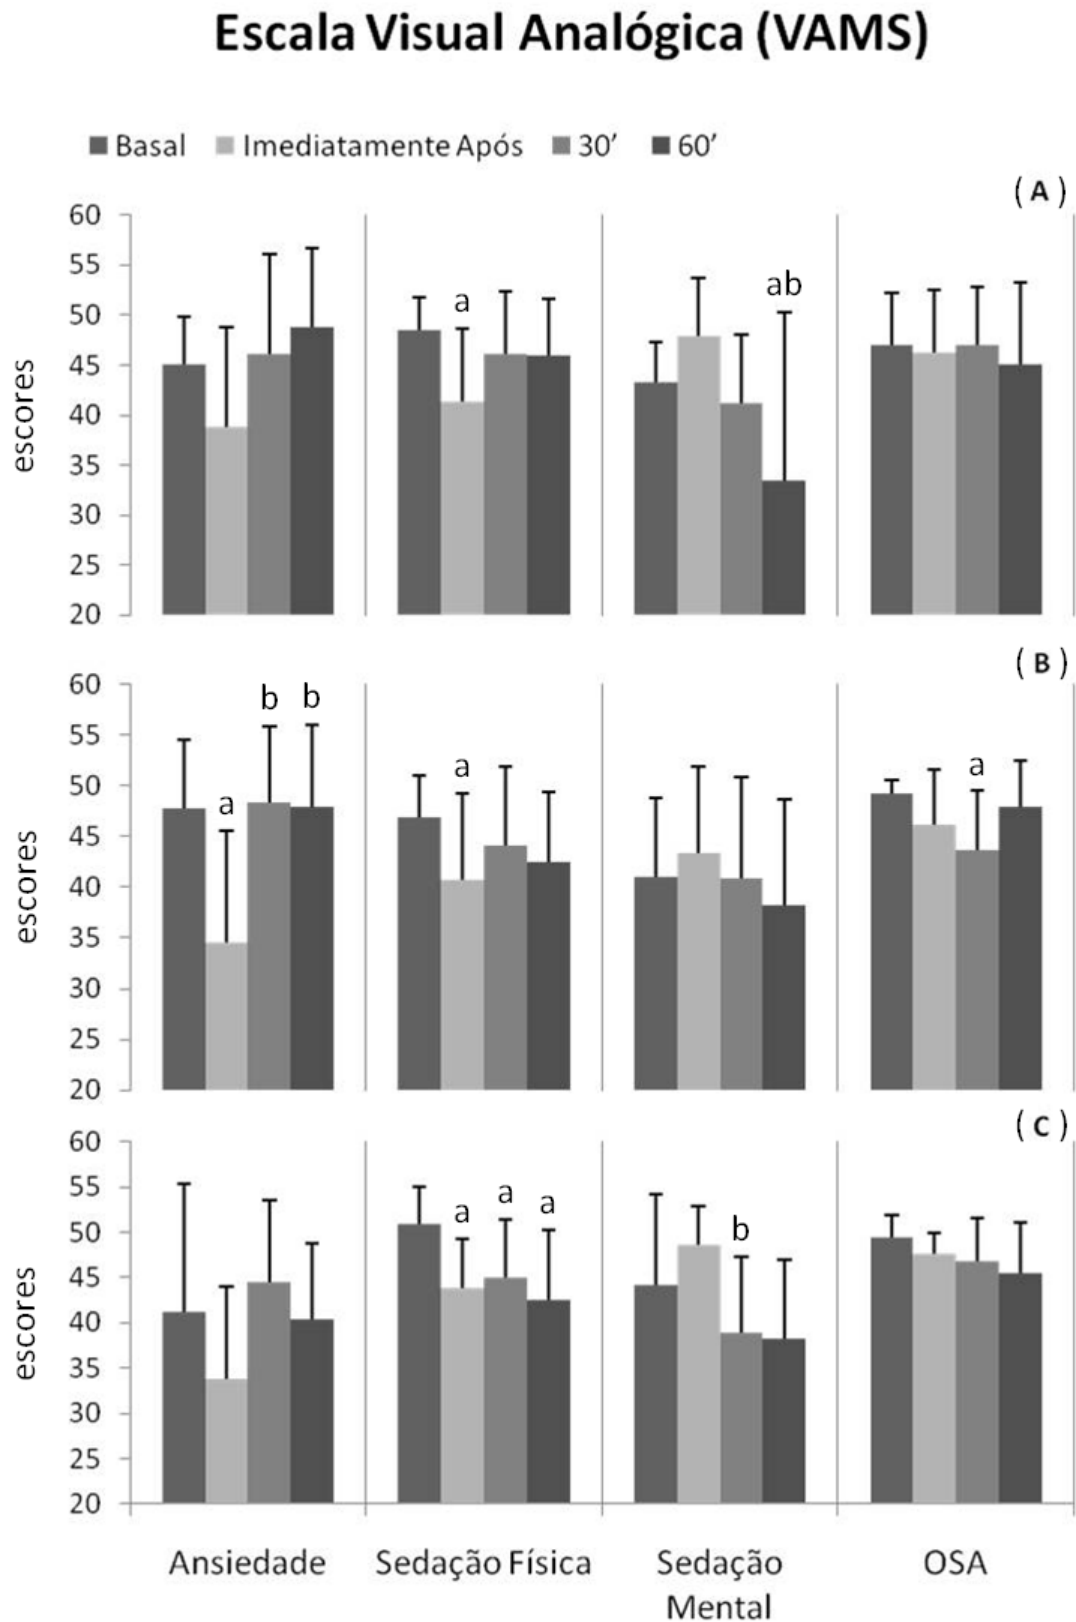 Escala Visual Analógica (VAMS)
Basal Imediatamente Após 30' 60'
( A )
60
55
50
45
40
35
30
25
20
escores
a
ab
( B )
60
55
50
45
40
35
30
25
20
escores
a
b
b
a
a
( C )
60
55
50
45
40
35
30
25
20
escores
a
a
a
b
Ansiedade Sedação Física Sedação OSA
Mental